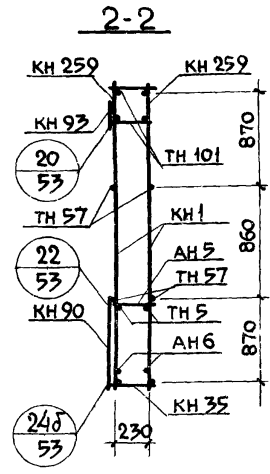 2-2
КН 259
КН 259
КН 93
870
20
53
ТН 101
ТН 57
КН 1
860
АН 5
22
53
ТН 57
КН 90
ТН 5
АН 6
870
24б
53
КН 35
230